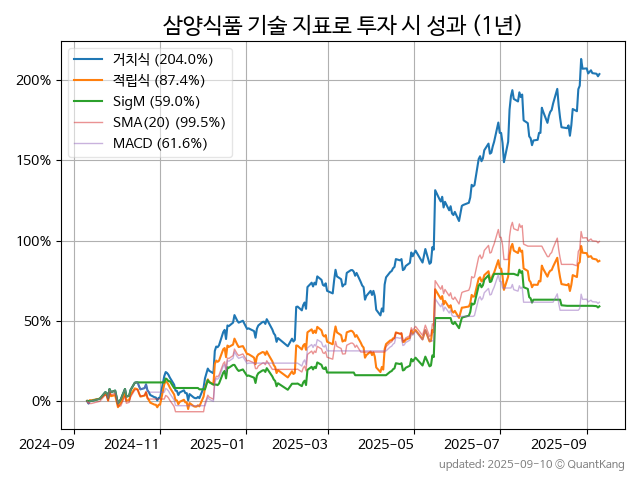 삼양식품 기술 지표로 투자 시 성과 (1년)
거치식 (204.0%)
적립식 (87.4%)
SigM (59.0%)
SMA(20) (99.5%)
MACD (61.6%)
200%
150%
100%
50%
0%
2024-09 2024-11 2025-01 2025-03 2025-05 2025-07 2025-09
updated: 2025-09-10 © QuantKang